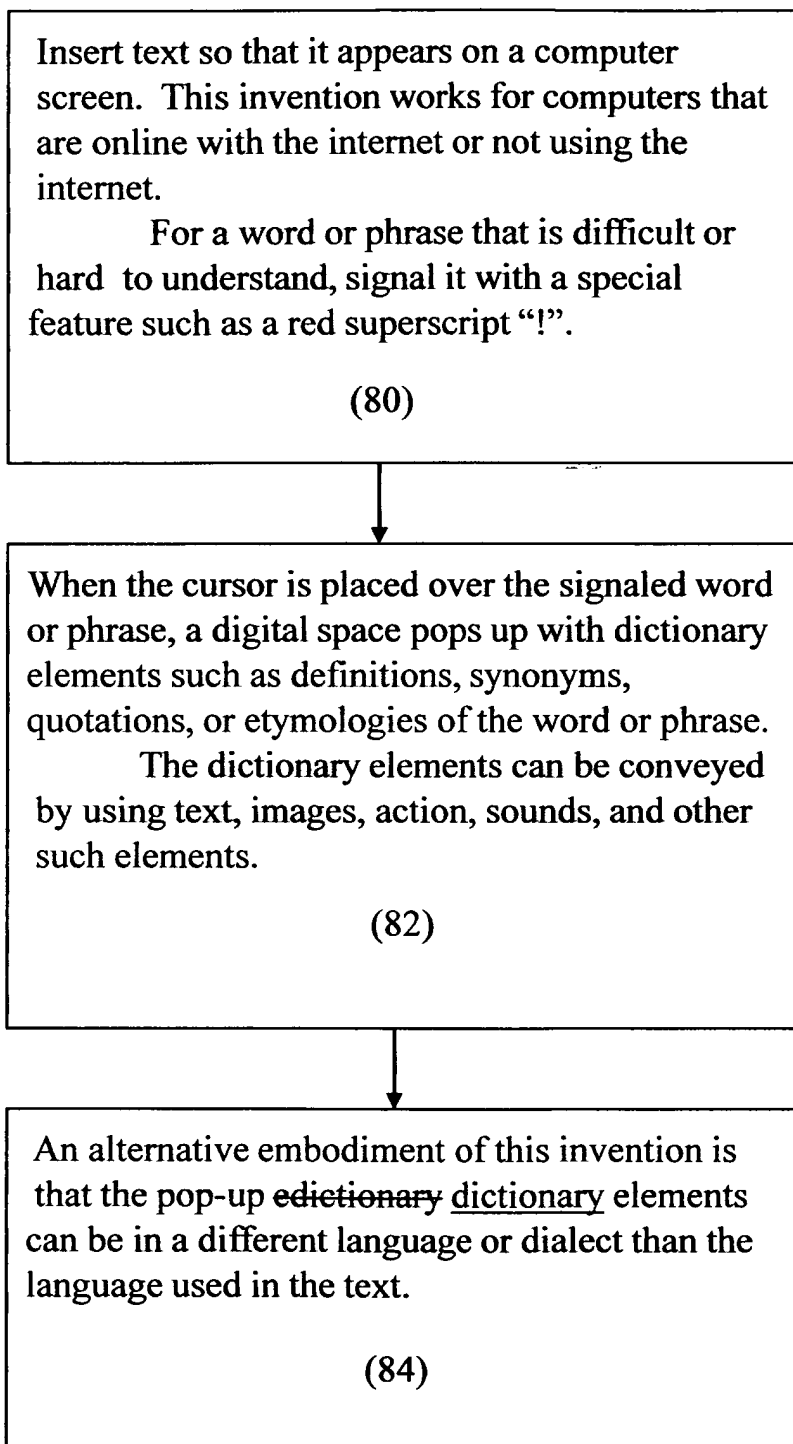 Insert text so that it appears on a computer
screen. This invention works for computers that
are online with the internet or not using the
internet.
For a word or phrase that is difficult or
hard to understand, signal it with a special
feature such as a red superscript “!”.
(80)
When the cursor is placed over the signaled word
or phrase, a digital space pops up with dictionary
elements such as definitions, synonyms,
quotations, or etymologies of the word or phrase.
The dictionary elements can be conveyed
by using text, images, action, sounds, and other
such elements.
(82)
An alternative embodiment of this invention is
that the pop-up edictionary dictionary elements
can be in a different language or dialect than the
language used in the text.
(84)